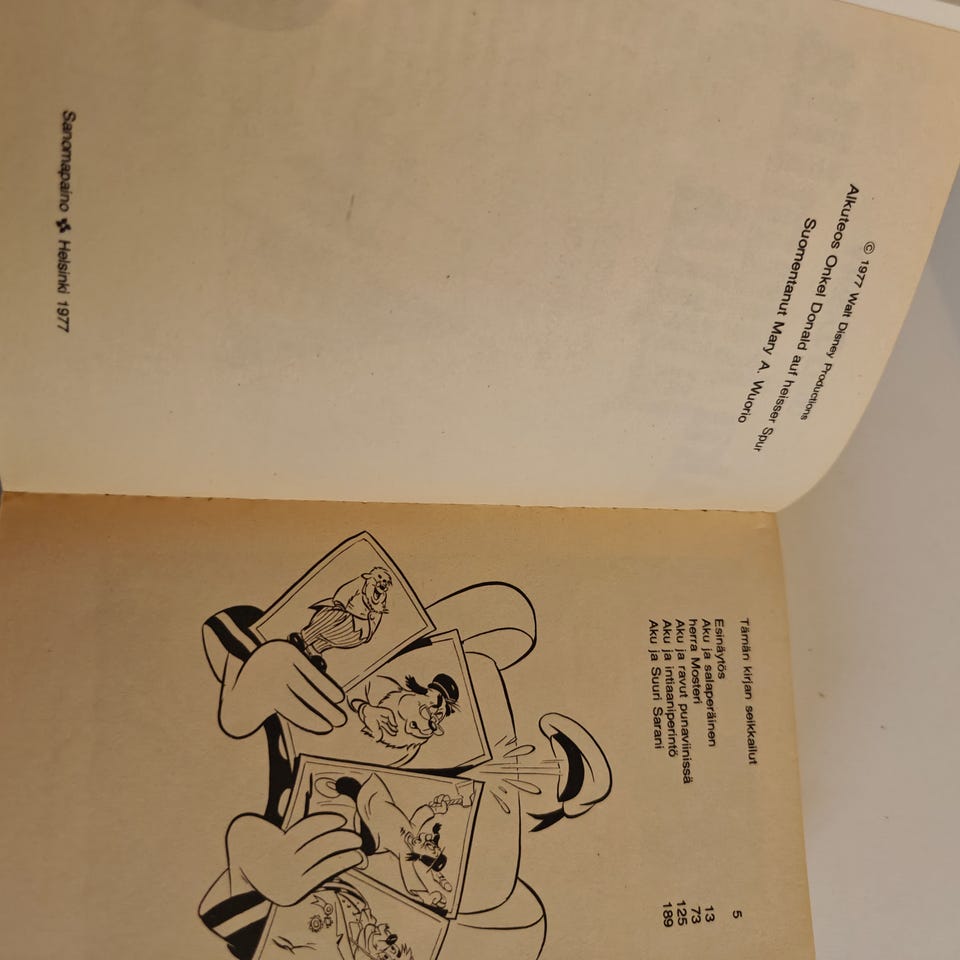 © 1977 Walt Disney Productions
Alkuteos Onkel Donald auf heisser Spur
Suomentanut Mary A. Wuorio
Sanomapaino Helsinki 1977
Tämän kirjan seikkailut
Esinäytös 5
Aku ja salaperäinen
herra Mosteri 13
Aku ja ravut punaviinissä 73
Aku ja intiaaniperintö 125
Aku ja Suuri Sarani 189